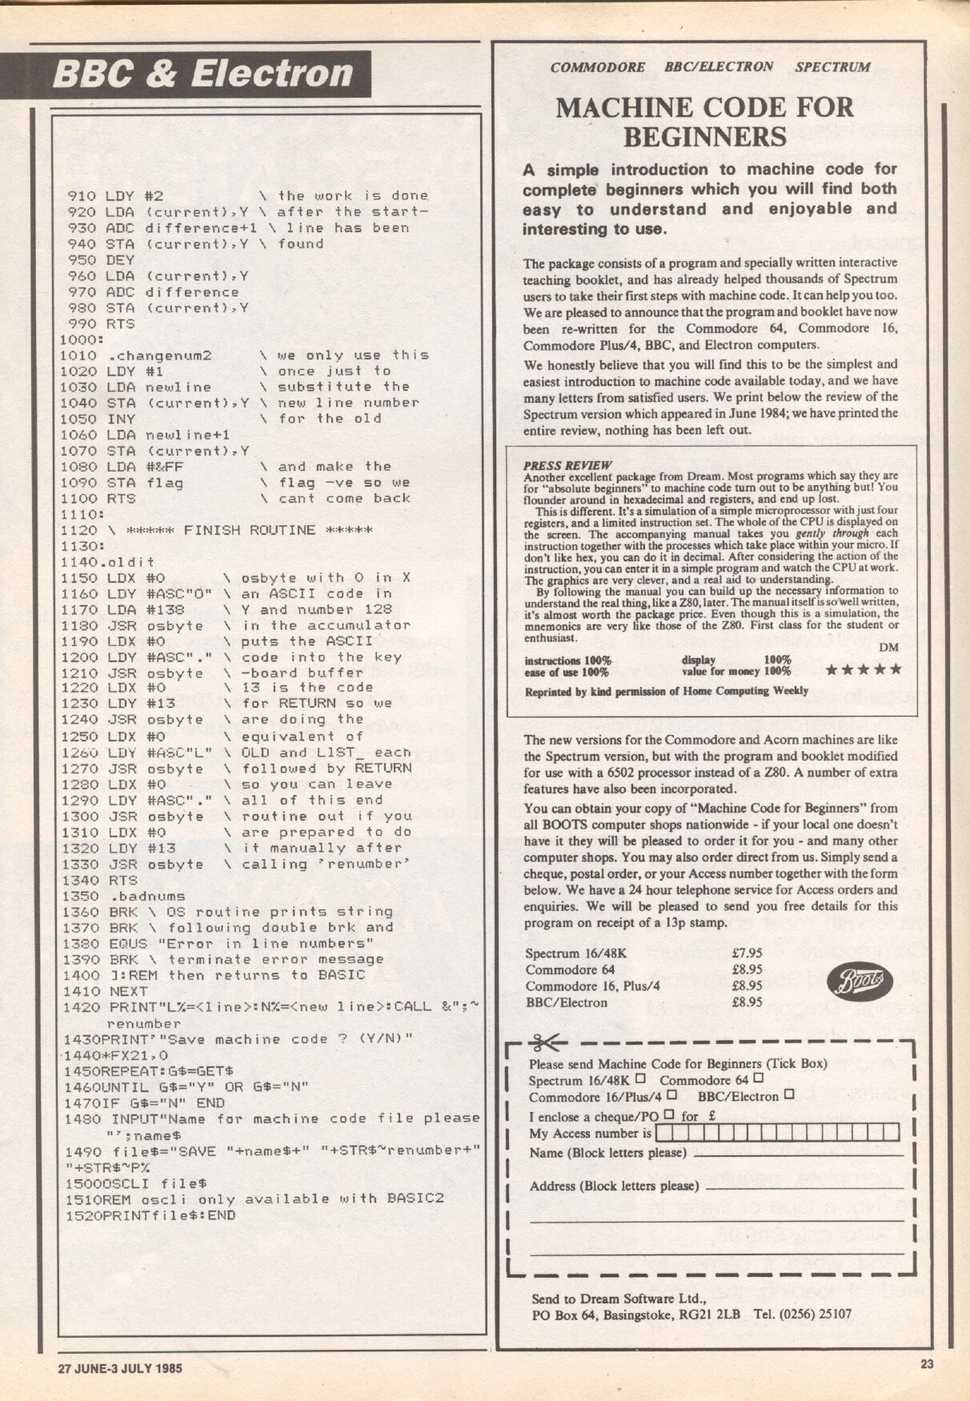 BBC & Electron
910 LDY #2 \ the work is done
920 LDA (current),Y \ after the start-
930 ADC difference+1 \ line has been
940 STA (current),Y \ found
950 DEY
960 LDA (current),Y
970 ADC difference
980 STA (current),Y
990 RTS
1000:
1010 .changenum2 \ we only use this
1020 LDY #1 \ once just to
1030 LDA newline \ substitute the
1040 STA (current),Y \ new line number
1050 INY \ for the old
1060 LDA newline+1
1070 STA (current),Y
1080 LDA #&FF \ and make the
1090 STA flag \ flag -ve so we
1100 RTS \ cant come back
1110:
1120 \ ***** FINISH ROUTINE *****
1130:
1140.oldit
1150 LDX #0 \ osbyte with 0 in X
1160 LDY #ASC"O" \ an ASCII code in
1170 LDA #138 \ Y and number 128
1180 JSR osbyte \ in the accumulator
1190 LDX #0 \ puts the ASCII
1200 LDY #ASC"." \ code into the key
1210 JSR osbyte \ -board buffer
1220 LDX #0 \ 13 is the code
1230 LDY #13 \ for RETURN so we
1240 JSR osbyte \ are doing the
1250 LDX #0 \ equivalent of
1260 LDY #ASC"L" \ OLD and LIST_ each
1270 JSR osbyte \ followed by RETURN
1280 LDX #0 \ so you can leave
1290 LDY #ASC"." \ all of this end
1300 JSR osbyte \ routine out if you
1310 LDX #0 \ are prepared to do
1320 LDY #13 \ it manually after
1330 JSR osbyte \ calling 'renumber'
1340 RTS
1350 .badnums
1360 BRK \ OS routine prints string
1370 BRK \ following double brk and
1380 EQUS "Error in line numbers"
1390 BRK \ terminate error message
1400 ]:REM then returns to BASIC
1410 NEXT
1420 PRINT"L%=<line>:N%=<new line>:CALL &";~
renumber
1430PRINT'"Save machine code ? (Y/N)"
1440*FX21,0
1450REPEAT:G$=GET$
1460UNTIL G$="Y" OR G$="N"
1470IF G$="N" END
1480 INPUT"Name for machine code file please
"';name$
1490 file$="SAVE "+name$+" "+STR$~renumber+"
"+STR$~P%
1500OSCLI file$
1510REM oscli only available with BASIC2
1520PRINTfile$:END
27 JUNE-3 JULY 1985
COMMODORE BBC/ELECTRON SPECTRUM
MACHINE CODE FOR
BEGINNERS
A simple introduction to machine code for
complete beginners which you will find both
easy to understand and enjoyable and
interesting to use.
The package consists of a program and specially written interactive
teaching booklet, and has already helped thousands of Spectrum
users to take their first steps with machine code. It can help you too.
We are pleased to announce that the program and booklet have now
been re-written for the Commodore 64, Commodore 16,
Commodore Plus/4, BBC, and Electron computers.
We honestly believe that you will find this to be the simplest and
easiest introduction to machine code available today, and we have
many letters from satisfied users. We print below the review of the
Spectrum version which appeared in June 1984; we have printed the
entire review, nothing has been left out.
PRESS REVIEW
Another excellent package from Dream. Most programs which say they are
for "absolute beginners" to machine code turn out to be anything but! You
flounder around in hexadecimal and registers, and end up lost.
This is different. It's a simulation of a simple microprocessor with just four
registers, and a limited instruction set. The whole of the CPU is displayed on
the screen. The accompanying manual takes you gently through each
instruction together with the processes which take place within your micro. If
don't like hex, you can do it in decimal. After considering the action of the
instruction, you can enter it in a simple program and watch the CPU at work.
The graphics are very clever, and a real aid to understanding.
By following the manual you can build up the necessary information to
understand the real thing, like a Z80, later. The manual itself is so well written,
it's almost worth the package price. Even though this is a simulation, the
mnemonics are very like those of the Z80. First class for the student or
enthusiast.
DM
instructions 100% display 100%
ease of use 100% value for money 100% ★★★★★
Reprinted by kind permission of Home Computing Weekly
The new versions for the Commodore and Acorn machines are like
the Spectrum version, but with the program and booklet modified
for use with a 6502 processor instead of a Z80. A number of extra
features have also been incorporated.
You can obtain your copy of "Machine Code for Beginners" from
all BOOTS computer shops nationwide - if your local one doesn't
have it they will be pleased to order it for you - and many other
computer shops. You may also order direct from us. Simply send a
cheque, postal order, or your Access number together with the form
below. We have a 24 hour telephone service for Access orders and
enquiries. We will be pleased to send you free details for this
program on receipt of a 13p stamp.
Spectrum 16/48K £7.95
Commodore 64 £8.95
Commodore 16, Plus/4 £8.95
BBC/Electron £8.95
Boots
Please send Machine Code for Beginners (Tick Box)
Spectrum 16/48K □ Commodore 64 □
Commodore 16/Plus/4 □ BBC/Electron □
I enclose a cheque/PO □ for £
My Access number is
Name (Block letters please)
Address (Block letters please)
Send to Dream Software Ltd.,
PO Box 64, Basingstoke, RG21 2LB Tel. (0256) 25107
23